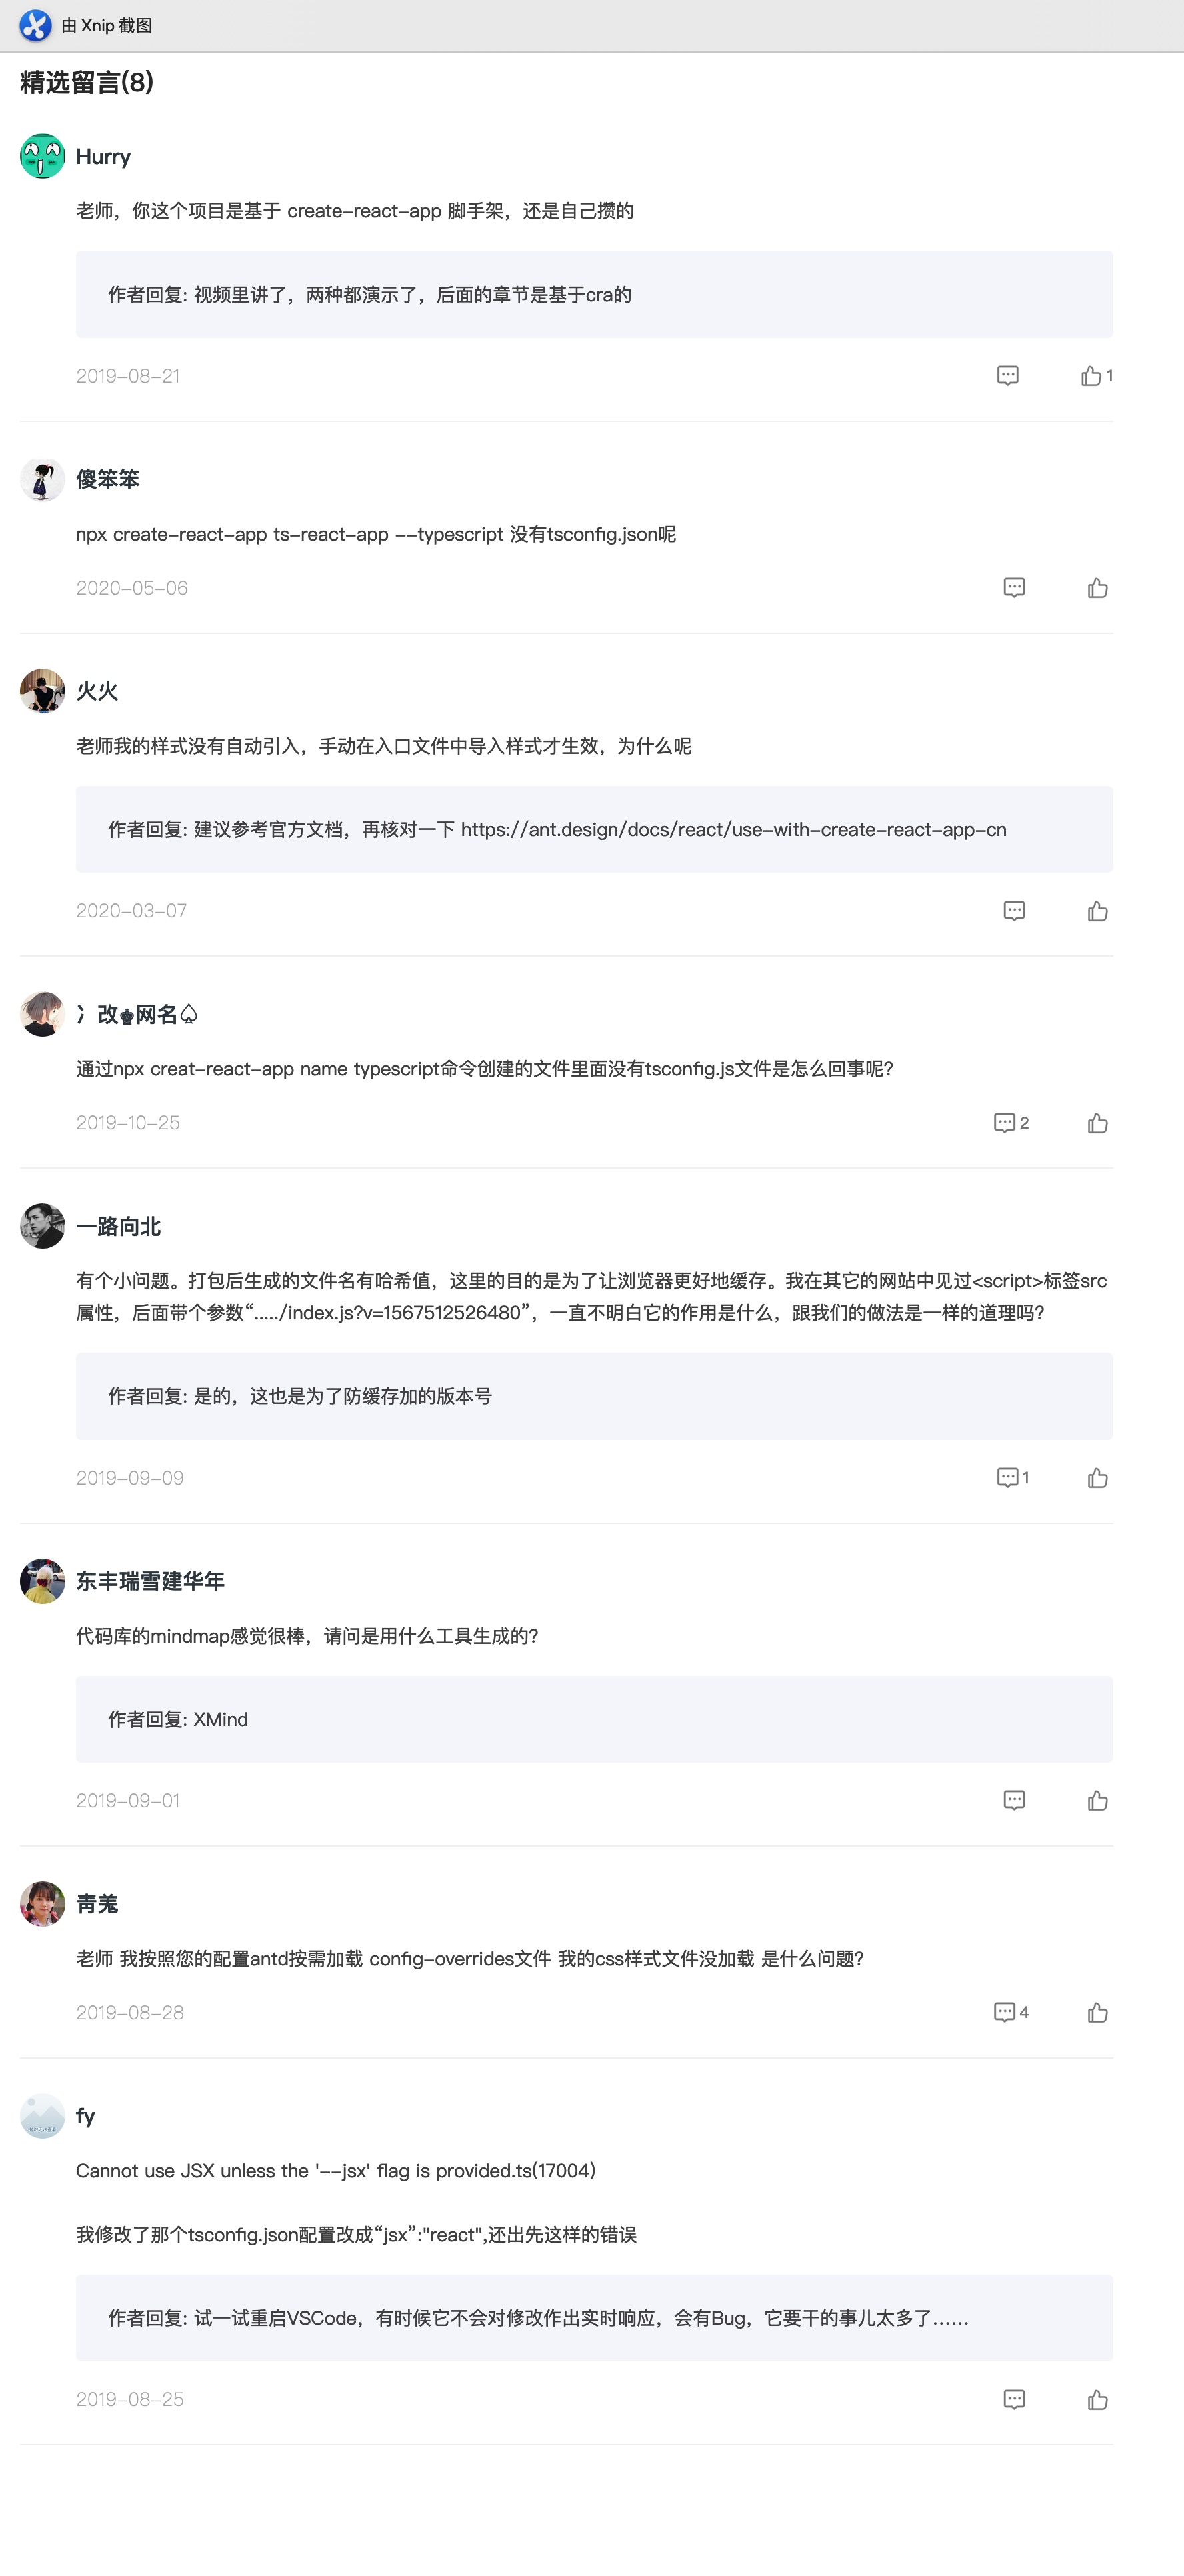 由 Xnip 截图
精选留言(8)
Hurry
老师，你这个项目是基于 create-react-app 脚手架，还是自己攒的
作者回复: 视频里讲了，两种都演示了，后面的章节是基于cra的
2019-08-21
1
傻笨笨
npx create-react-app ts-react-app --typescript 没有tsconfig.json呢
2020-05-06
火火
老师我的样式没有自动引入，手动在入口文件中导入样式才生效，为什么呢
作者回复: 建议参考官方文档，再核对一下 https://ant.design/docs/react/use-with-create-react-app-cn
2020-03-07
冫改♚网名♤
通过npx creat-react-app name typescript命令创建的文件里面没有tsconfig.js文件是怎么回事呢?
2019-10-25
2
一路向北
有个小问题。打包后生成的文件名有哈希值，这里的目的是为了让浏览器更好地缓存。我在其它的网站中见过<script>标签src
属性，后面带个参数“...../index.js?v=1567512526480”，一直不明白它的作用是什么，跟我们的做法是一样的道理吗?
作者回复: 是的，这也是为了防缓存加的版本号
2019-09-09
1
东丰瑞雪建华年
代码库的mindmap感觉很棒，请问是用什么工具生成的?
作者回复: XMind
2019-09-01
靑羗
老师 我按照您的配置antd按需加载 config-overrides文件 我的css样式文件没加载 是什么问题?
2019-08-28
4
fy
Cannot use JSX unless the '--jsx' flag is provided.ts(17004)
我修改了那个tsconfig.json配置改成“jsx”:"react",还出先这样的错误
作者回复: 试一试重启VSCode，有时候它不会对修改作出实时响应，会有Bug，它要干的事儿太多了……
2019-08-25